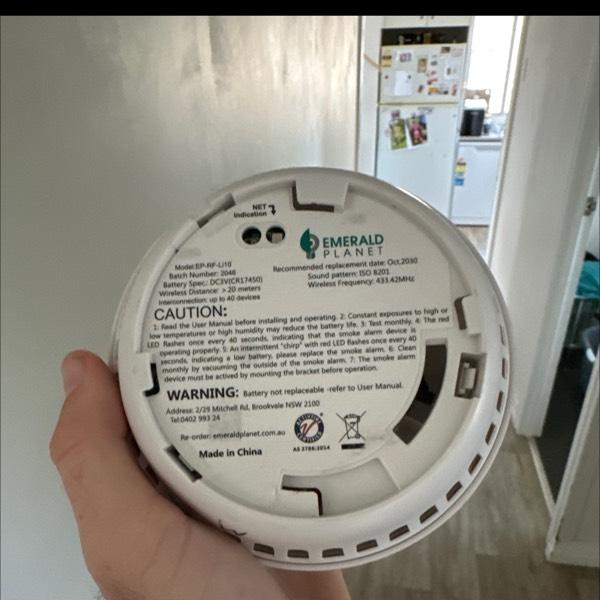 NET
indication
EMERALD
PLANET
Model:EP-RF-Li10
Batch Number: 2048
Battery Spec.: DC3V(CR17450)
Wireless Distance: > 20 meters
Interconnection: up to 40 devices
Recommended replacement date: Oct.2030
Sound pattern: ISO 8201
Wireless Frequency: 433.42MHz
CAUTION:
1: Read the User Manual before installing and operating. 2: Constant exposures to high or
low temperatures or high humidity may reduce the battery life. 3: Test monthly. 4: The red
LED flashes once every 40 seconds, indicating that the smoke alarm device is
operating properly. 5: An intermittent "chirp" with red LED flashes once every 40
seconds, indicating a low battery, please replace the smoke alarm. 6: Clean
monthly by vacuuming the outside of the smoke alarm. 7: The smoke alarm
device must be actived by mounting the bracket before operation.
WARNING: Battery not replaceable -refer to User Manual.
Address: 2/29 Mitchell Rd, Brookvale NSW 2100
Tel:0402 993 24
Re-order: emeraldplanet.com.au
Made in China
AS 3786:2014